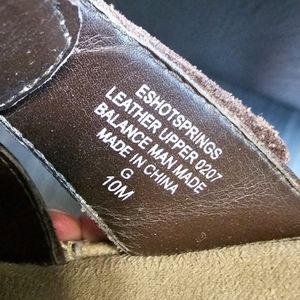 ESHOTSPRINGS
LEATHER UPPER 0207
BALANCE MAN MADE
MADE IN CHINA
G
10M